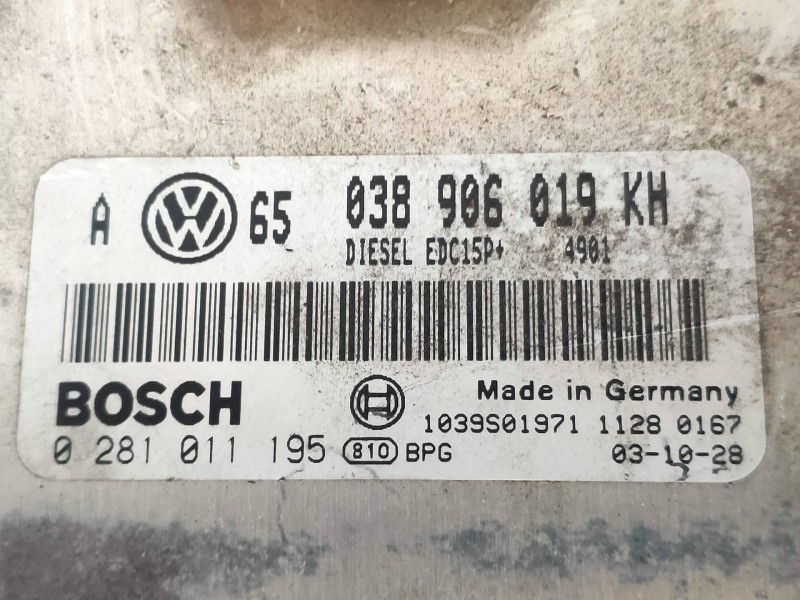 A VW 65 038 906 019 KH
DIESEL EDC15P+ 4901
BOSCH
Made in Germany
1039S01971 1128 0167
0 281 011 195 810 BPG 03-10-28